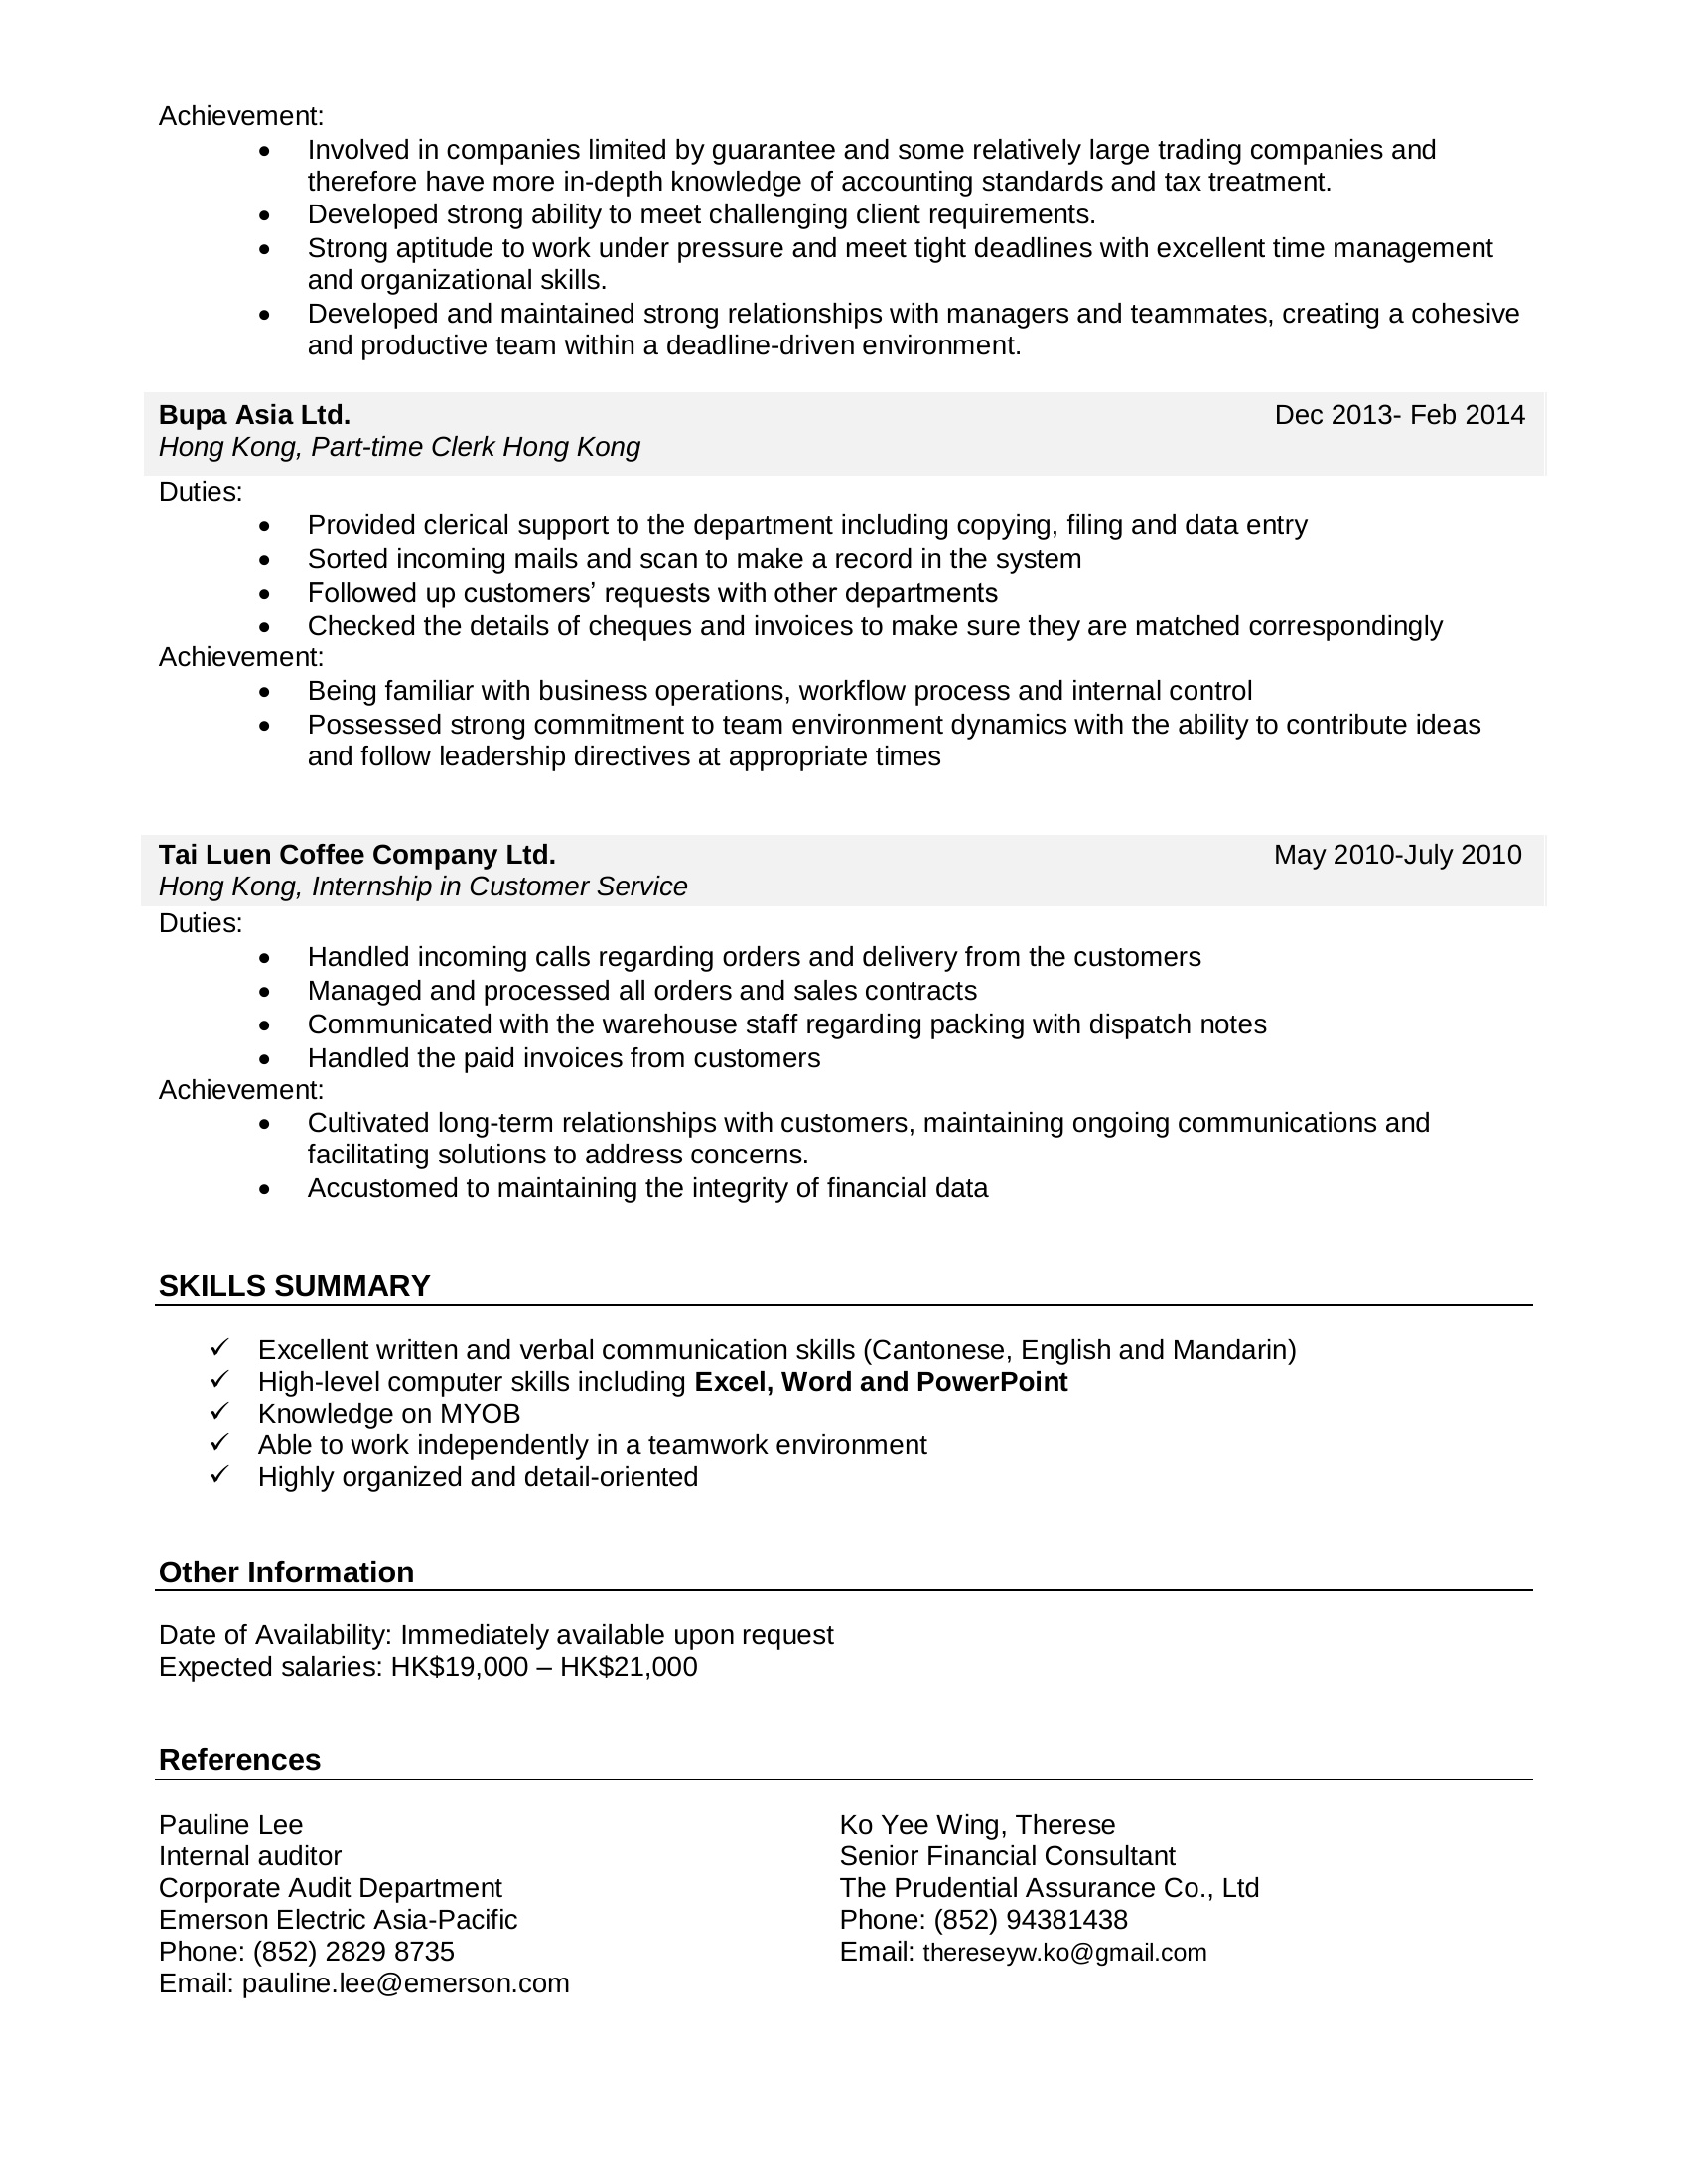 Achievement:
• Involved in companies limited by guarantee and some relatively large trading companies and
therefore have more in-depth knowledge of accounting standards and tax treatment.
• Developed strong ability to meet challenging client requirements.
• Strong aptitude to work under pressure and meet tight deadlines with excellent time management
and organizational skills.
• Developed and maintained strong relationships with managers and teammates, creating a cohesive
and productive team within a deadline-driven environment.
Bupa Asia Ltd. Dec 2013- Feb 2014
Hong Kong, Part-time Clerk Hong Kong
Duties:
• Provided clerical support to the department including copying, filing and data entry
• Sorted incoming mails and scan to make a record in the system
• Followed up customers’ requests with other departments
• Checked the details of cheques and invoices to make sure they are matched correspondingly
Achievement:
• Being familiar with business operations, workflow process and internal control
• Possessed strong commitment to team environment dynamics with the ability to contribute ideas
and follow leadership directives at appropriate times
Tai Luen Coffee Company Ltd. May 2010-July 2010
Hong Kong, Internship in Customer Service
Duties:
• Handled incoming calls regarding orders and delivery from the customers
• Managed and processed all orders and sales contracts
• Communicated with the warehouse staff regarding packing with dispatch notes
• Handled the paid invoices from customers
Achievement:
• Cultivated long-term relationships with customers, maintaining ongoing communications and
facilitating solutions to address concerns.
• Accustomed to maintaining the integrity of financial data
SKILLS SUMMARY
✓ Excellent written and verbal communication skills (Cantonese, English and Mandarin)
✓ High-level computer skills including Excel, Word and PowerPoint
✓ Knowledge on MYOB
✓ Able to work independently in a teamwork environment
✓ Highly organized and detail-oriented
Other Information
Date of Availability: Immediately available upon request
Expected salaries: HK$19,000 – HK$21,000
References
Pauline Lee
Internal auditor
Corporate Audit Department
Emerson Electric Asia-Pacific
Phone: (852) 2829 8735
Email: pauline.lee@emerson.com
Ko Yee Wing, Therese
Senior Financial Consultant
The Prudential Assurance Co., Ltd
Phone: (852) 94381438
Email: thereseyw.ko@gmail.com